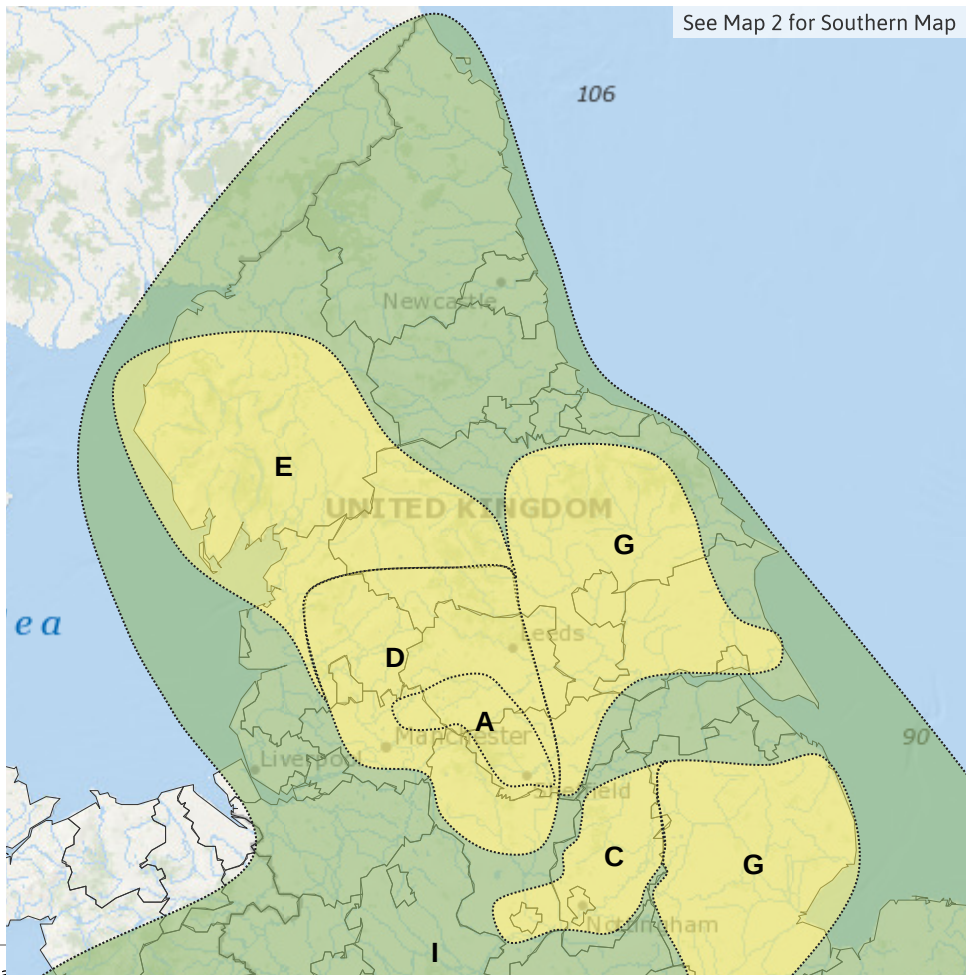 See Map 2 for Southern Map
106
Newcastle
E
UNITED KINGDOM
G
ea
Leeds
D
A
Manchester
90
Liverpool
Sheffield
C
G
Nottingham
I